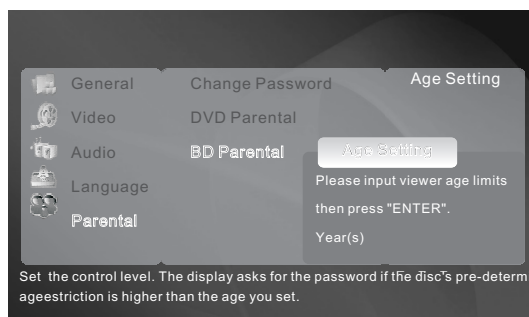 General
Video
Audio
Language
Parental
Change Password
DVD Parental
BD Parental
Age Setting
Age Setting
Please input viewer age limits
then press "ENTER".
Year(s)
Set the control level. The display asks for the password if the disc's pre-determ
ageestriction is higher than the age you set.